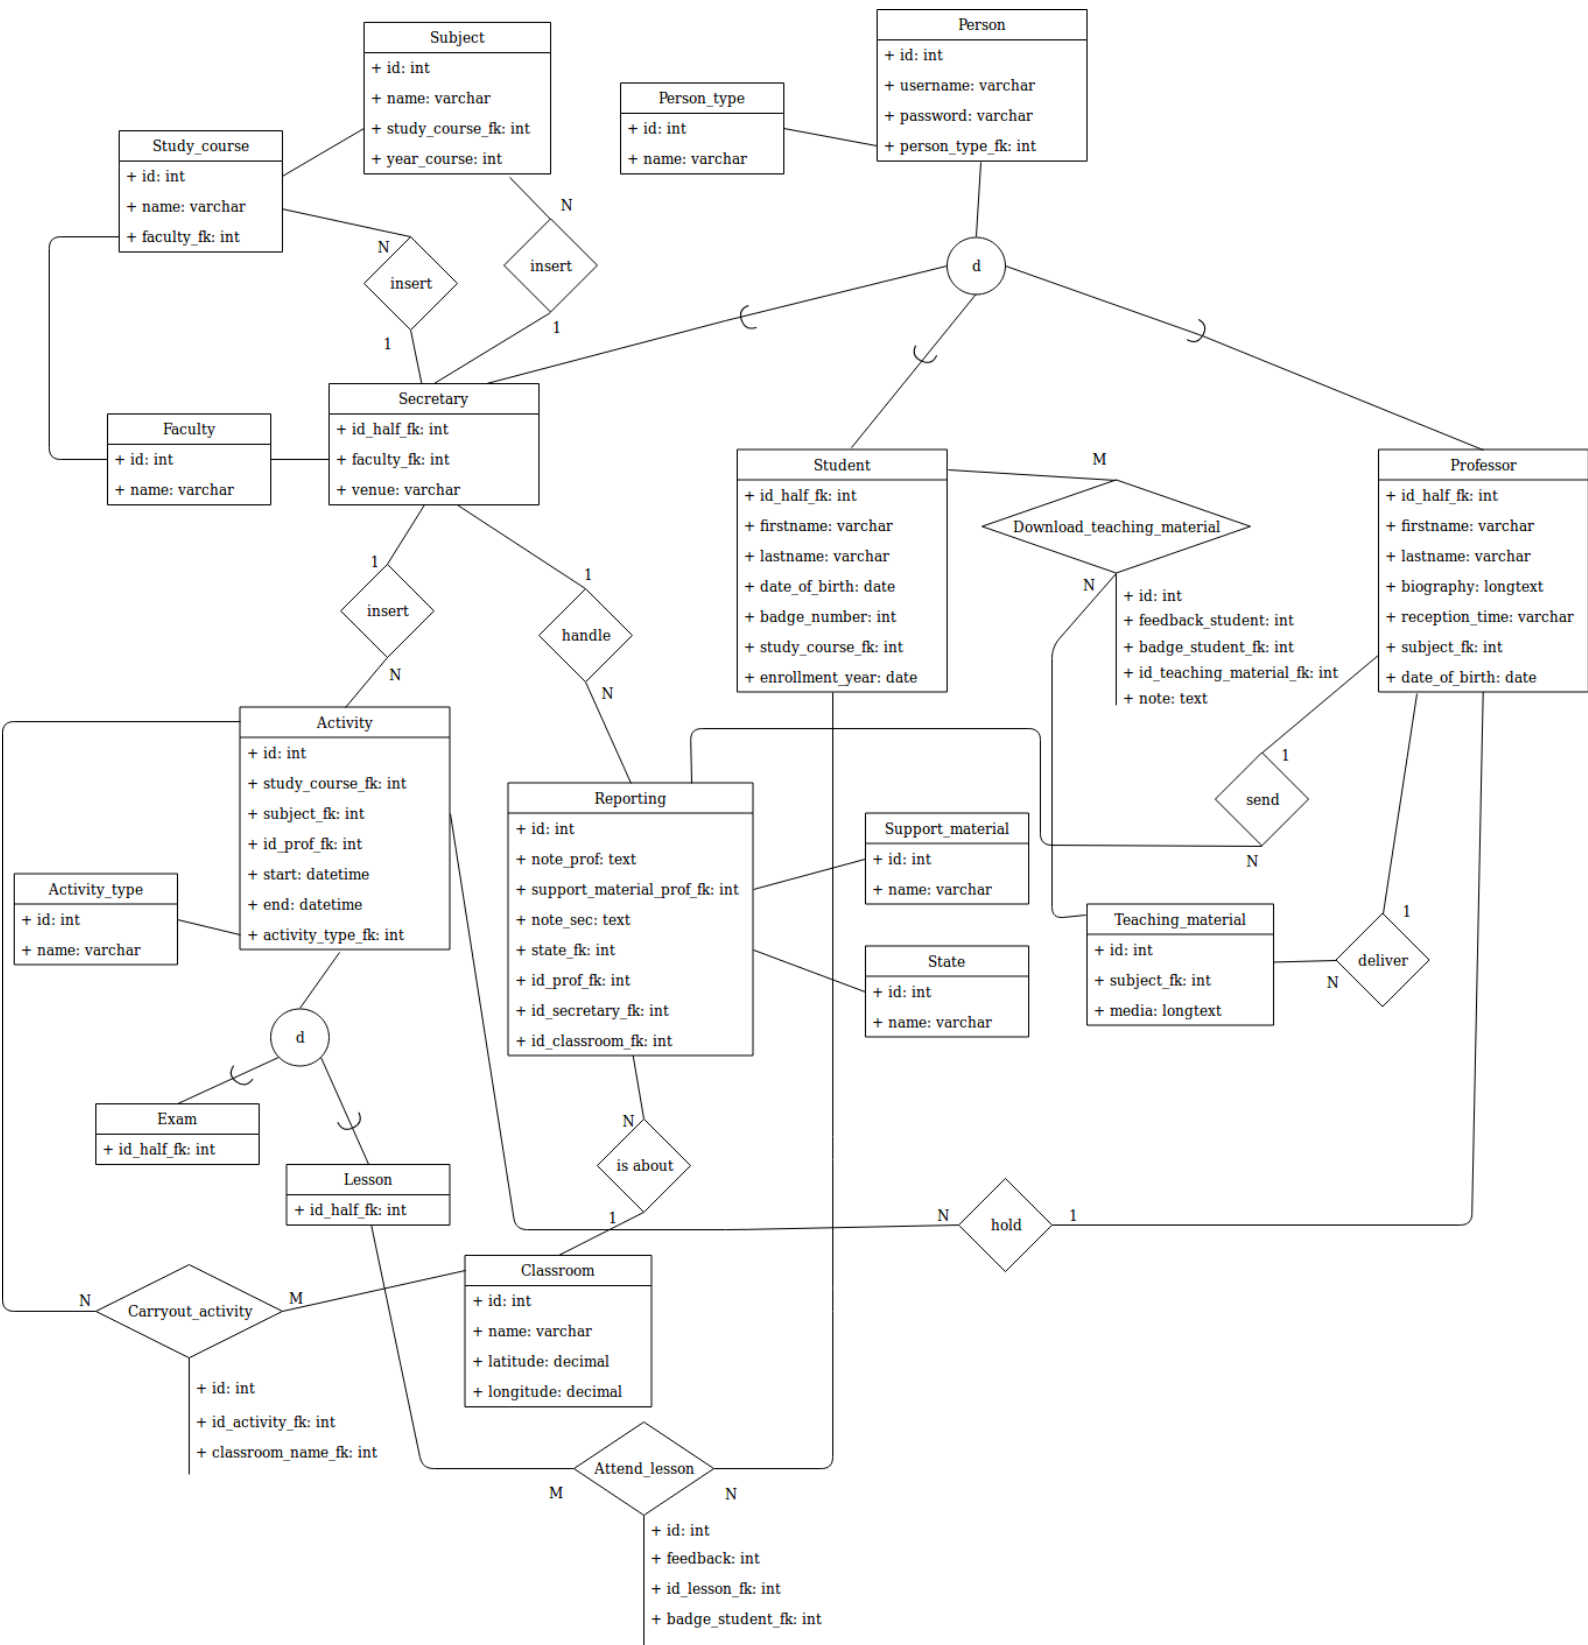 Person
+ id: int
+ username: varchar
+ password: varchar
+ person_type_fk: int
Subject
+ id: int
+ name: varchar
+ study_course_fk: int
+ year_course: int
Person_type
+ id: int
+ name: varchar
Study_course
+ id: int
+ name: varchar
+ faculty_fk: int
N
insert
1
N
insert
1
d
Secretary
+ id_half_fk: int
+ faculty_fk: int
+ venue: varchar
Faculty
+ id: int
+ name: varchar
Student
+ id_half_fk: int
+ firstname: varchar
+ lastname: varchar
+ date_of_birth: date
+ badge_number: int
+ study_course_fk: int
+ enrollment_year: date
M
Download_teaching_material
N
+ id: int
+ feedback_student: int
+ badge_student_fk: int
+ id_teaching_material_fk: int
+ note: text
Professor
+ id_half_fk: int
+ firstname: varchar
+ lastname: varchar
+ biography: longtext
+ reception_time: varchar
+ subject_fk: int
+ date_of_birth: date
1
insert
N
1
handle
N
Activity
+ id: int
+ study_course_fk: int
+ subject_fk: int
+ id_prof_fk: int
+ start: datetime
+ end: datetime
+ activity_type_fk: int
Reporting
+ id: int
+ note_prof: text
+ support_material_prof_fk: int
+ note_sec: text
+ state_fk: int
+ id_prof_fk: int
+ id_secretary_fk: int
+ id_classroom_fk: int
1
send
N
Support_material
+ id: int
+ name: varchar
Activity_type
+ id: int
+ name: varchar
Teaching_material
+ id: int
+ subject_fk: int
+ media: longtext
1
deliver
N
State
+ id: int
+ name: varchar
d
Exam
+ id_half_fk: int
Lesson
+ id_half_fk: int
N
is about
1
N
hold
1
Classroom
+ id: int
+ name: varchar
+ latitude: decimal
+ longitude: decimal
N
Carryout_activity
M
+ id: int
+ id_activity_fk: int
+ classroom_name_fk: int
Attend_lesson
M
N
+ id: int
+ feedback: int
+ id_lesson_fk: int
+ badge_student_fk: int